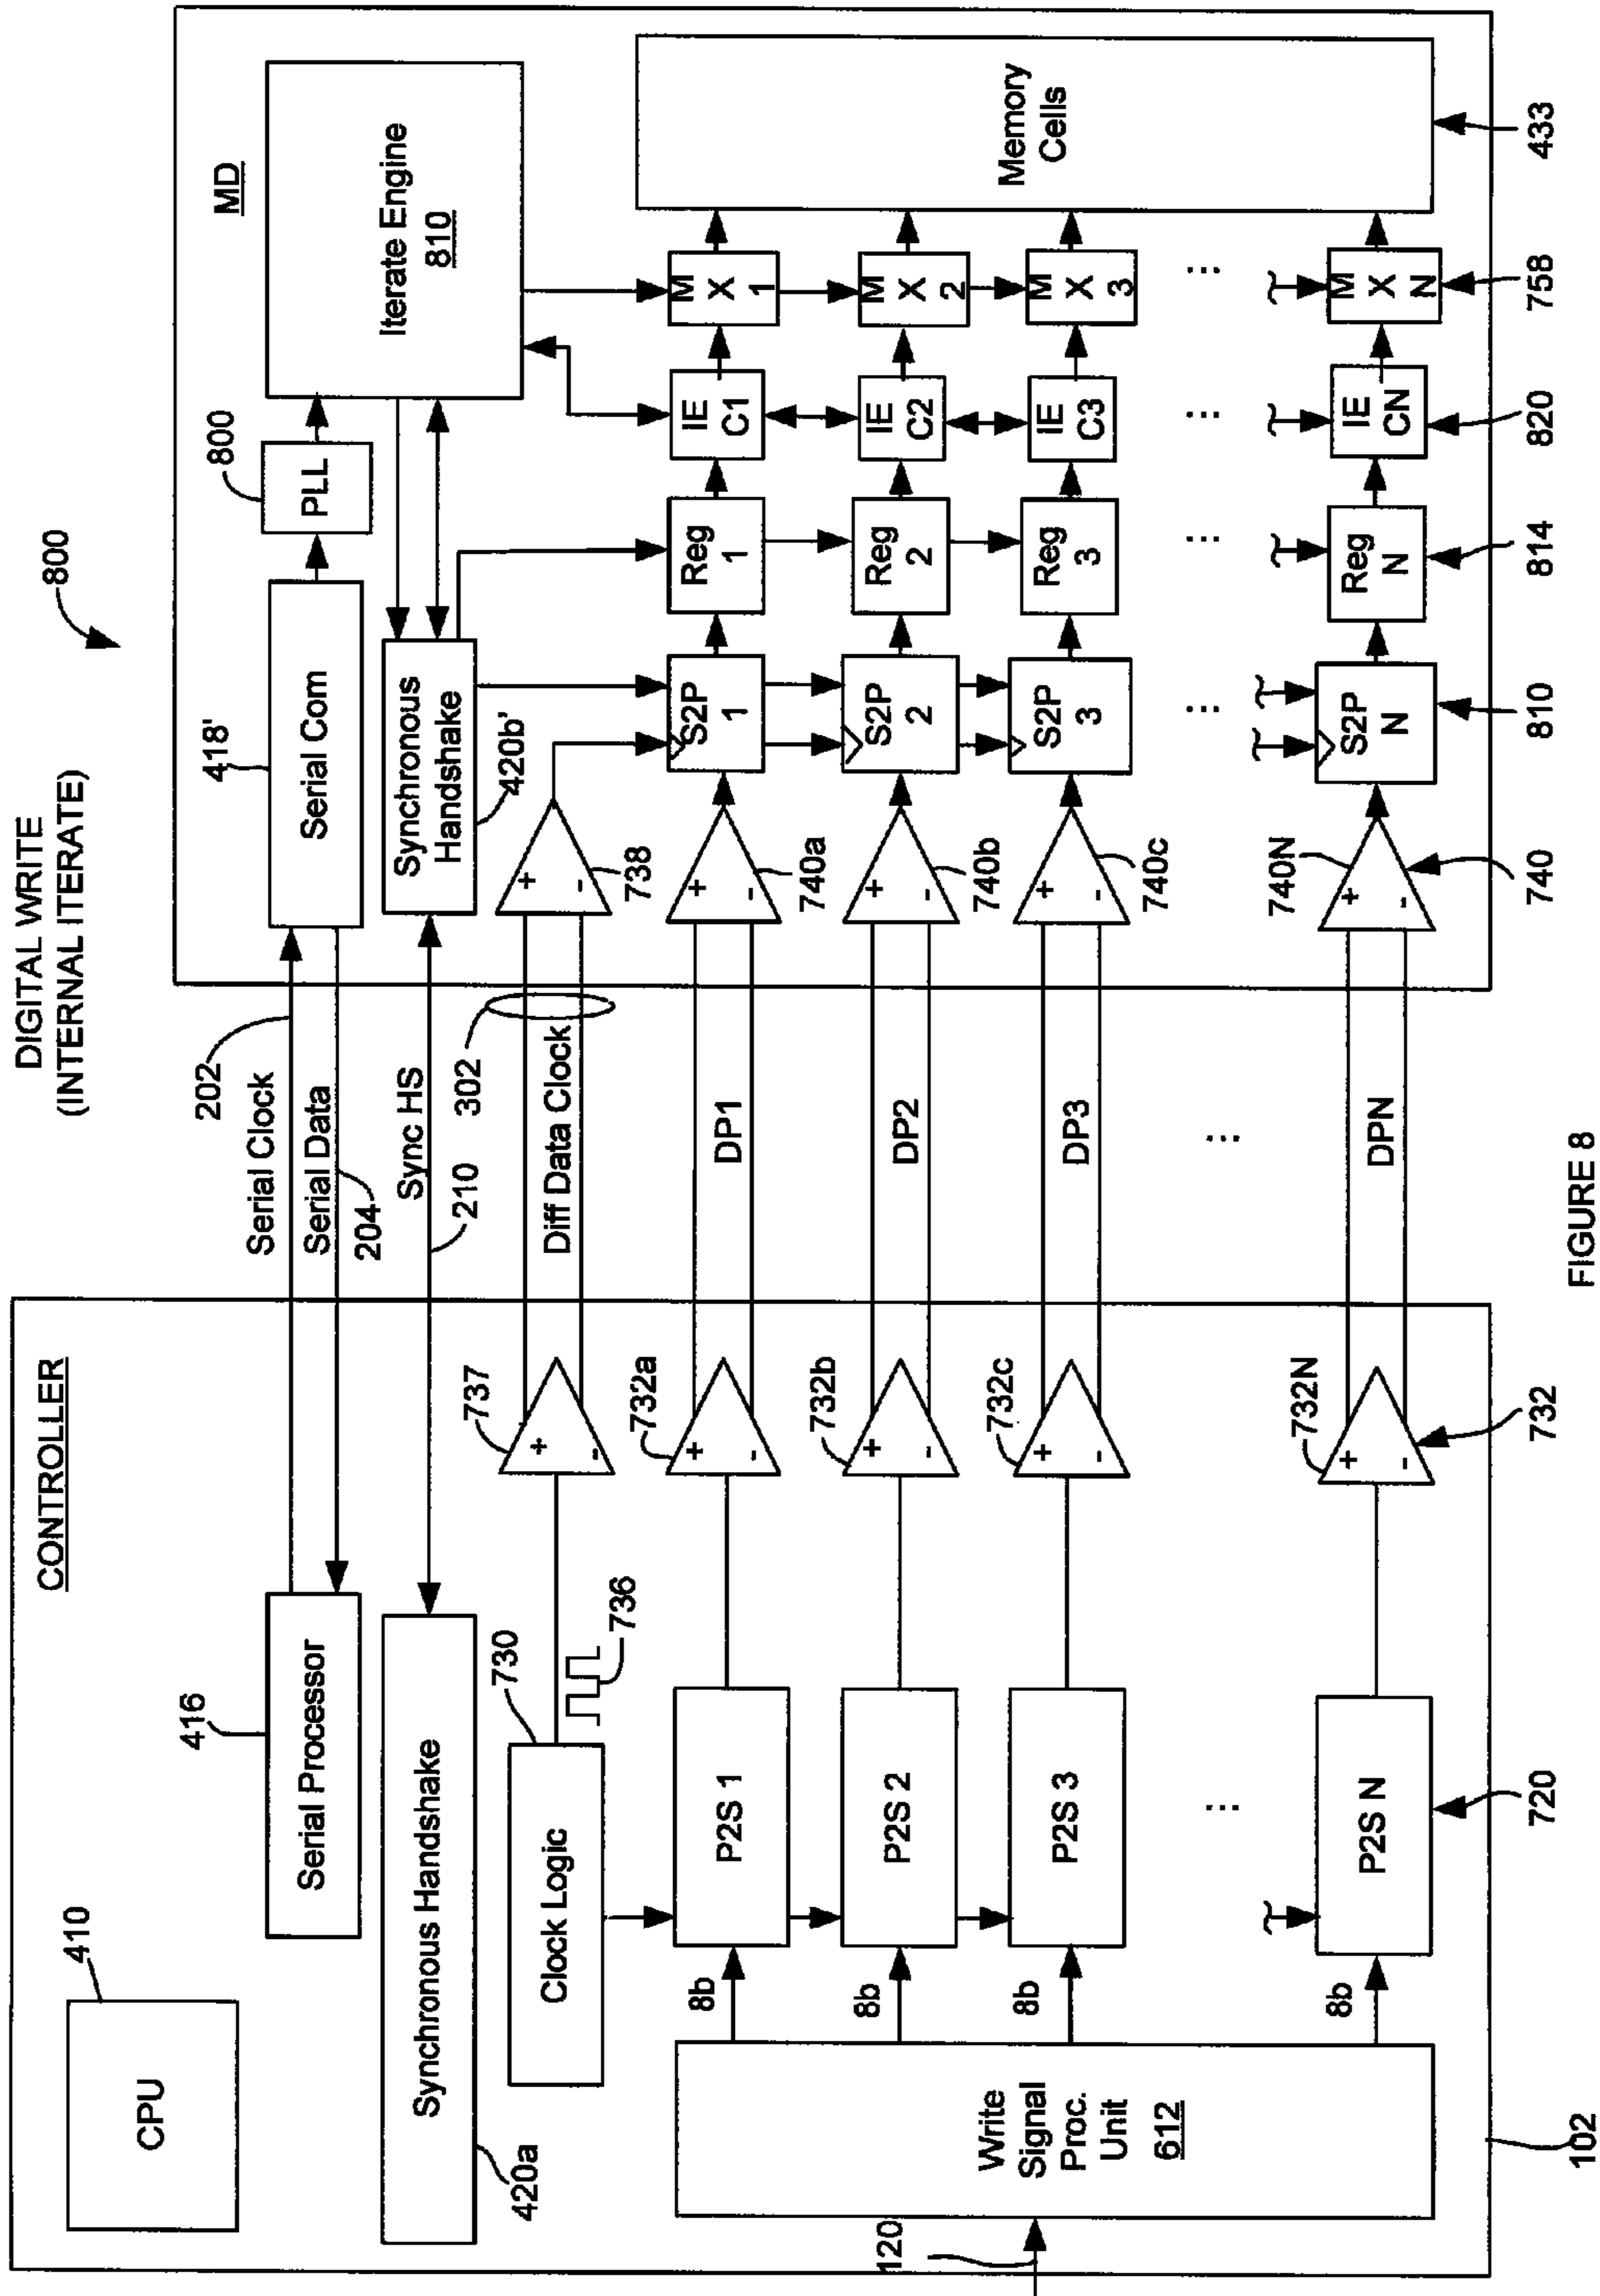 DIGITAL WRITE
(INTERNAL ITERATE)
800
CONTROLLER
CPU
410
416
Serial Processor
Serial Clock
202
Serial Data
204
418'
Serial Com
800
PLL
MD
Iterate Engine
810
Synchronous Handshake
420a
Sync HS
210
Synchronous
Handshake
420b'
Clock Logic
730
736
737
+
-
Diff Data Clock
302
+
-
738
120
Write
Signal
Proc.
Unit
612
8b
P2S 1
732a
+
-
DP1
+
-
740a
S2P
1
Reg
1
IE
C1
M
X
1
8b
P2S 2
732b
+
-
DP2
+
-
740b
S2P
2
Reg
2
IE
C2
M
X
2
8b
P2S 3
732c
+
-
DP3
+
-
740c
S2P
3
Reg
3
IE
C3
M
X
3
...
...
...
...
...
...
8b
P2S N
732N
+
-
DPN
740N
+
-
S2P
N
Reg
N
IE
CN
M
X
N
Memory
Cells
102
720
732
740
810
814
820
758
433
FIGURE 8